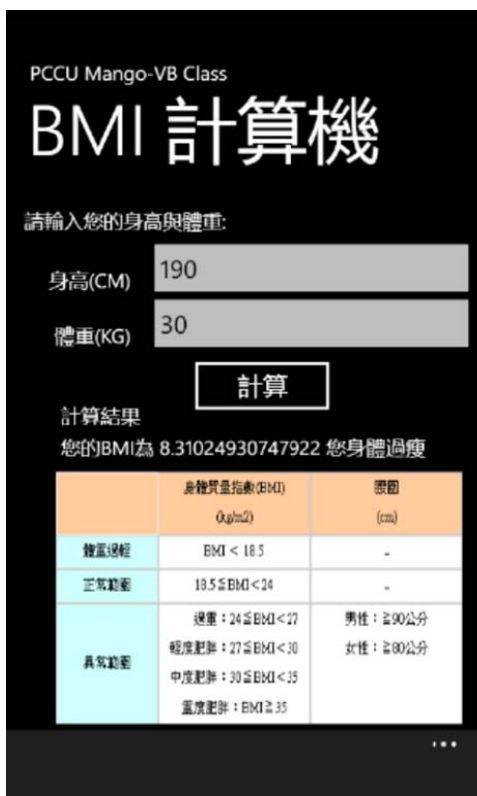 PCCU Mango-VB Class
BMI 計算機
請輸入您的身高與體重:
身高(CM) 190
體重(KG) 30
計算
計算結果
您的BMI為 8.31024930747922 您身體過瘦
身體質量指數(BMI) 腰圍
(kg/m2) (cm)
體重過輕 BMI < 18.5 -
正常範圍 18.5≦BMI<24 -
過重：24≦BMI<27 男性：≧90公分
輕度肥胖：27≦BMI<30 女性：≧80公分
異常範圍
中度肥胖：30≦BMI<35
重度肥胖：BMI≧35